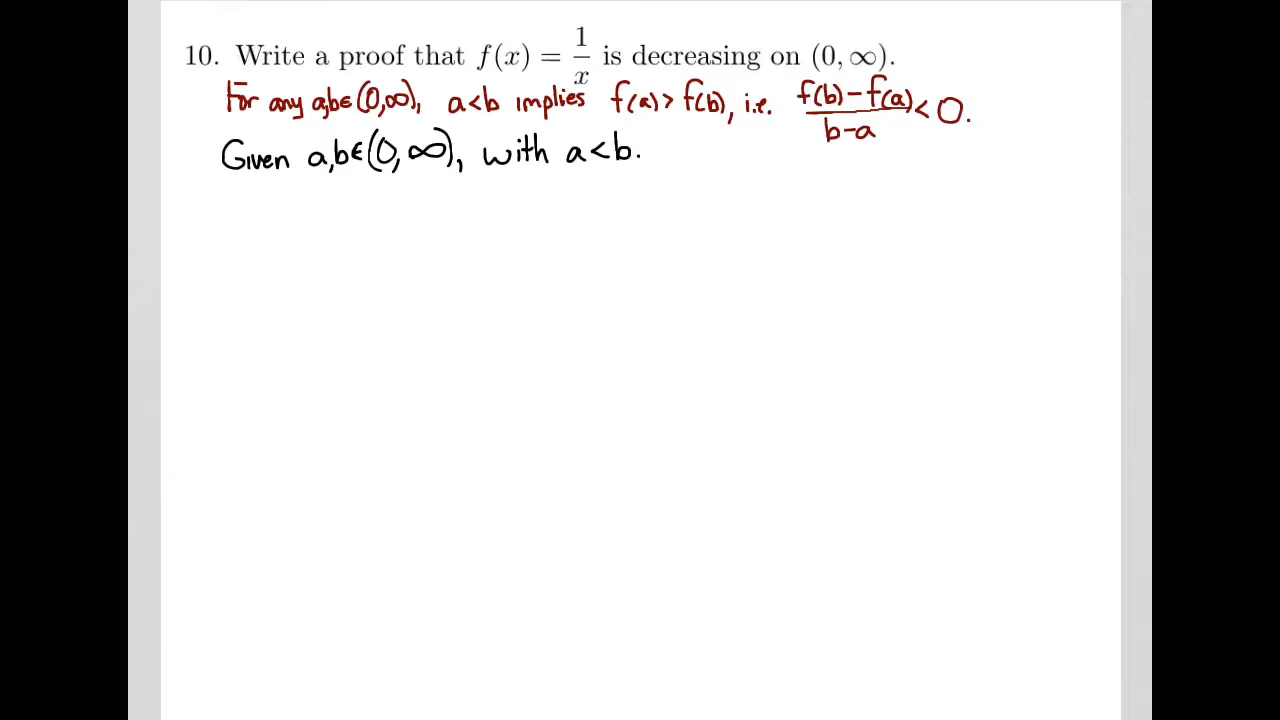 10. Write a proof that f(x) = 1/x is decreasing on (0, ∞).
For any a,b∈(0,∞), a<b implies f(a)>f(b), i.e. (f(b)-f(a))/(b-a) < 0.
Given a,b∈(0, ∞), with a<b.